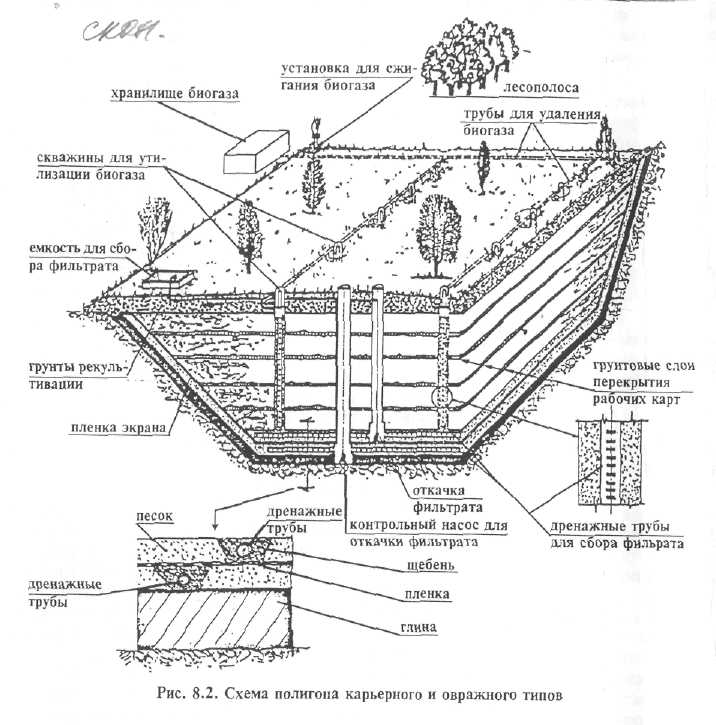 скан.
установка для сжи-
гания биогаза
хранилище биогаза
лесополоса
трубы для удаления
биогаза
скважины для ути-
лизации биогаза
емкость для сбо-
ра фильтрата
грунты рекуль-
тивации
грунтовые слои
перекрытия
рабочих карт
пленка экрана
откачка
фильтрата
песок
дренажные
трубы
контрольный насос для
откачки фильтрата
дренажные трубы
для сбора фильрата
щебень
дренажные
трубы
пленка
глина
Рис. 8.2. Схема полигона карьерного и овражного типов